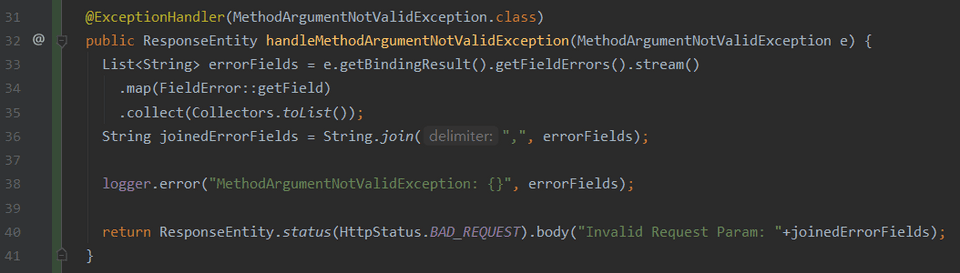 31 @ExceptionHandler(MethodArgumentNotValidException.class)
32 @ public ResponseEntity handleMethodArgumentNotValidException(MethodArgumentNotValidException e) {
33 List<String> errorFields = e.getBindingResult().getFieldErrors().stream()
34 .map(FieldError::getField)
35 .collect(Collectors.toList());
36 String joinedErrorFields = String.join( delimiter: ",", errorFields);
37
38 logger.error("MethodArgumentNotValidException: {}", errorFields);
39
40 return ResponseEntity.status(HttpStatus.BAD_REQUEST).body("Invalid Request Param: "+joinedErrorFields);
41 }